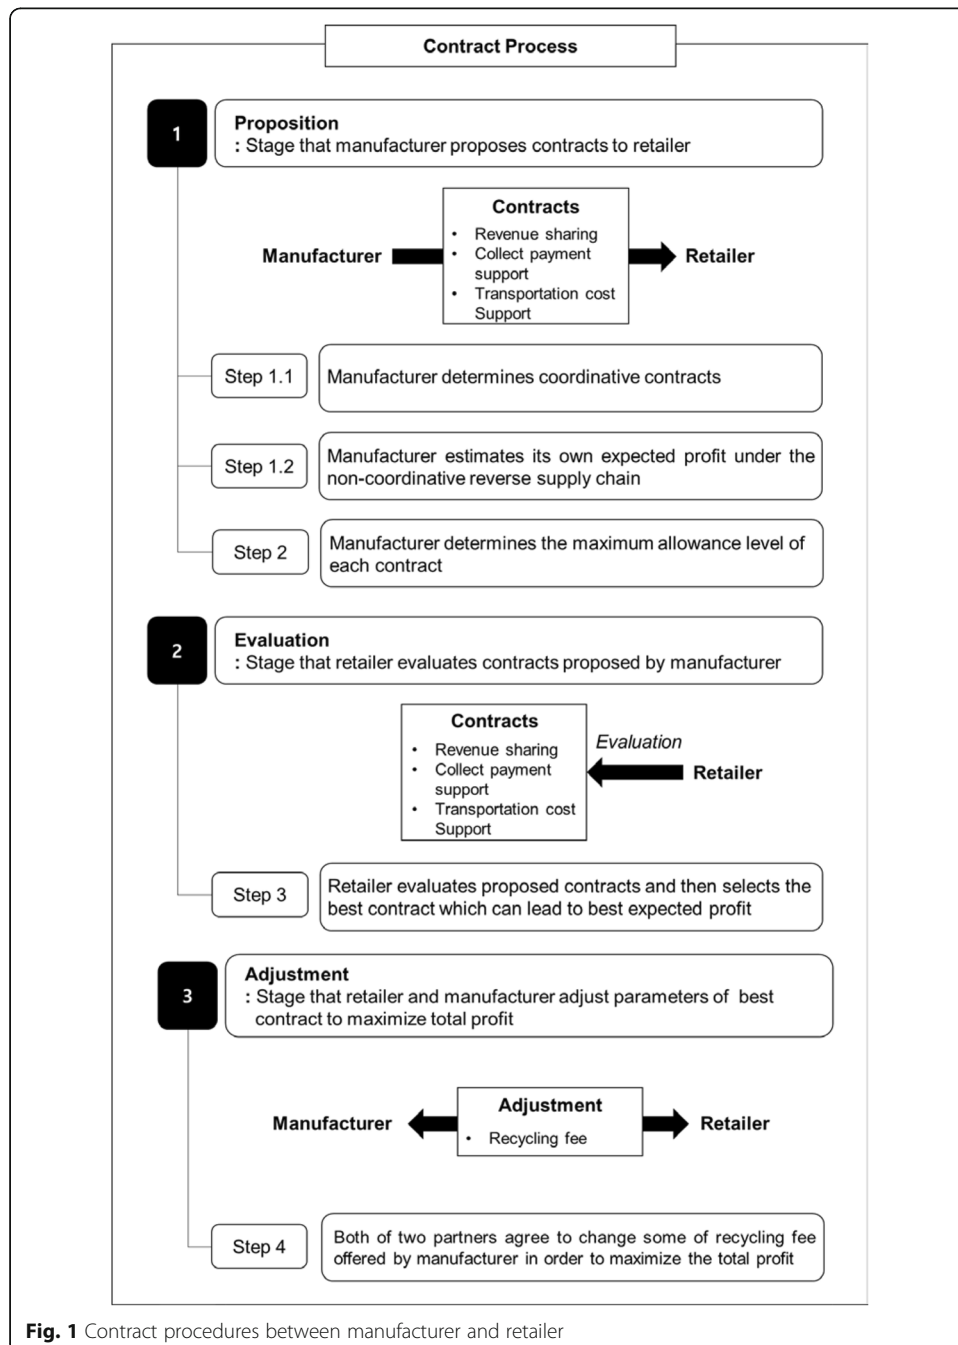 Contract Process
1
Proposition
: Stage that manufacturer proposes contracts to retailer
Contracts
• Revenue sharing
• Collect payment
support
• Transportation cost
Support
Manufacturer
Retailer
Step 1.1
Manufacturer determines coordinative contracts
Step 1.2
Manufacturer estimates its own expected profit under the
non-coordinative reverse supply chain
Step 2
Manufacturer determines the maximum allowance level of
each contract
2
Evaluation
: Stage that retailer evaluates contracts proposed by manufacturer
Contracts
• Revenue sharing
• Collect payment
support
• Transportation cost
Support
Evaluation
Retailer
Step 3
Retailer evaluates proposed contracts and then selects the
best contract which can lead to best expected profit
3
Adjustment
: Stage that retailer and manufacturer adjust parameters of best
contract to maximize total profit
Manufacturer
Adjustment
• Recycling fee
Retailer
Step 4
Both of two partners agree to change some of recycling fee
offered by manufacturer in order to maximize the total profit
Fig. 1 Contract procedures between manufacturer and retailer